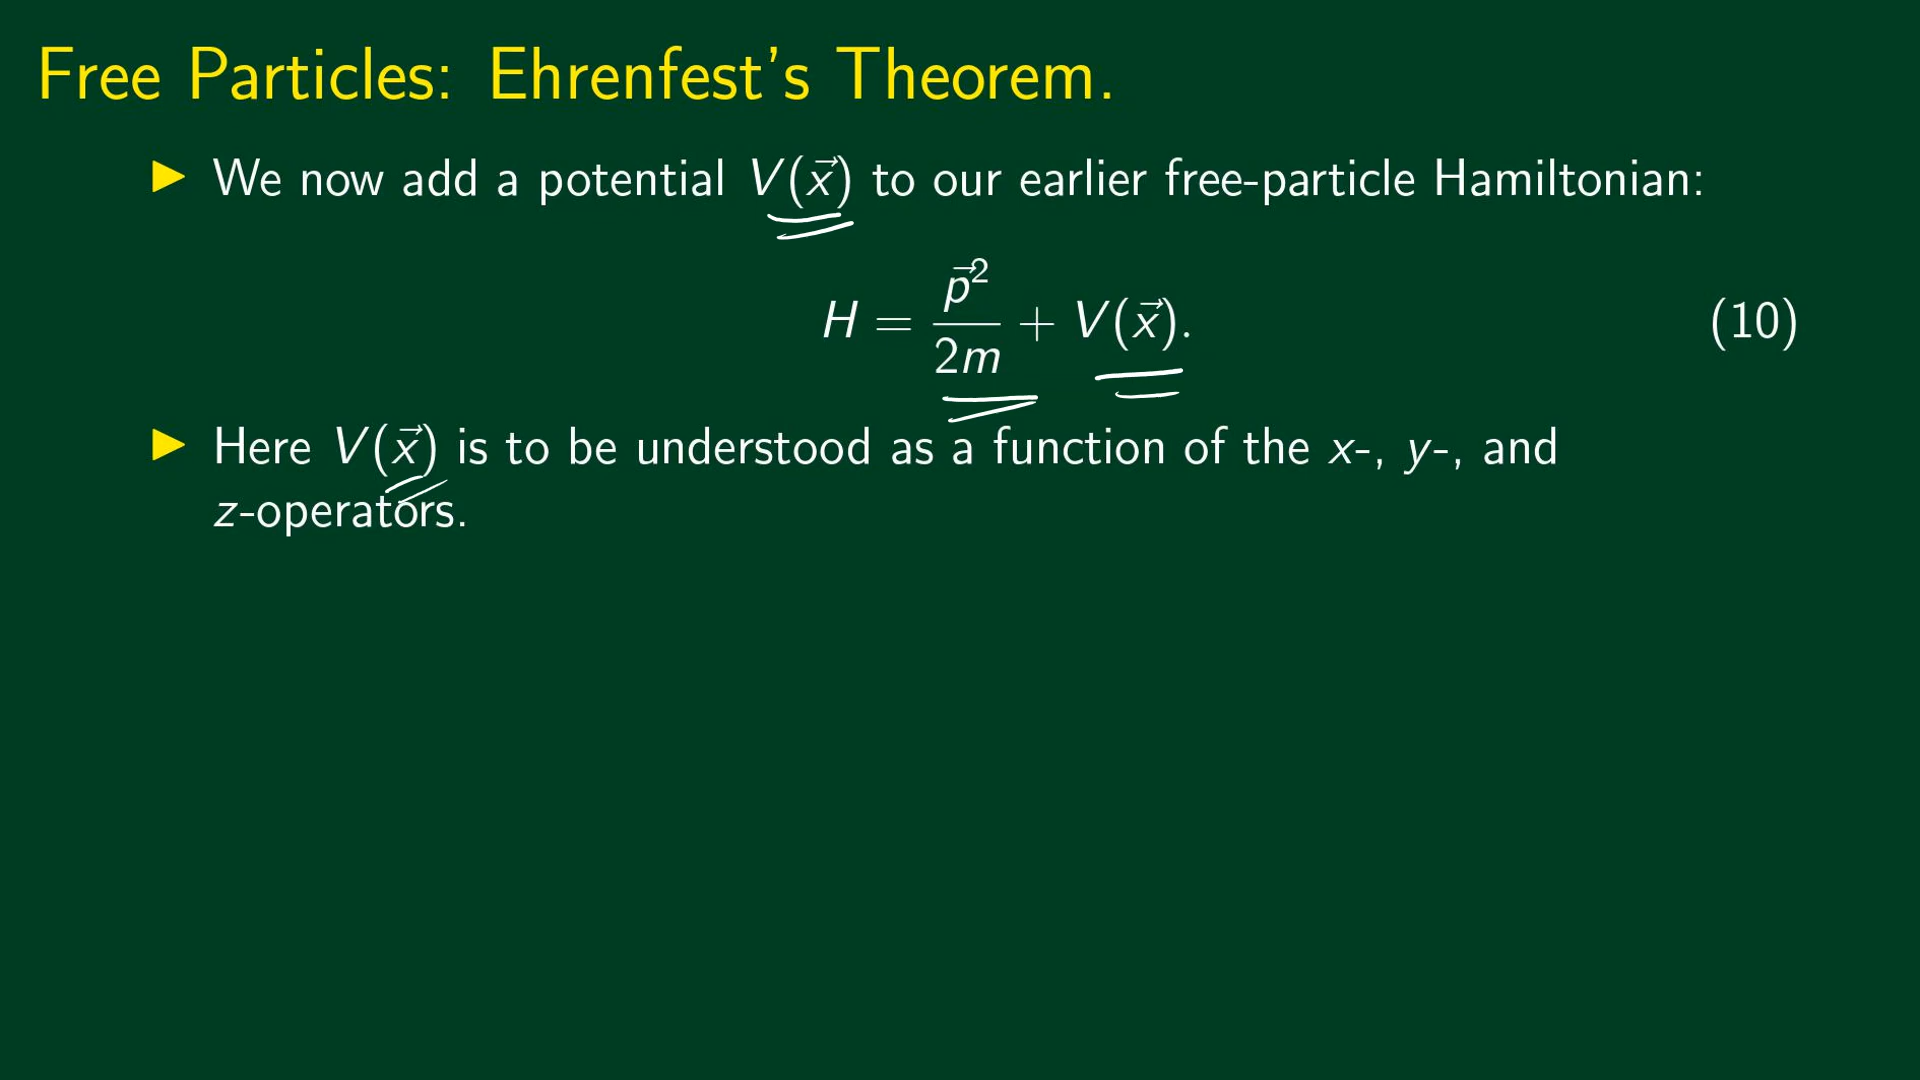 Free Particles: Ehrenfest's Theorem.
▶ We now add a potential V(x⃗) to our earlier free-particle Hamiltonian:
H = p⃗²/2m + V(x⃗). (10)
▶ Here V(x⃗) is to be understood as a function of the x-, y-, and
z-operators.